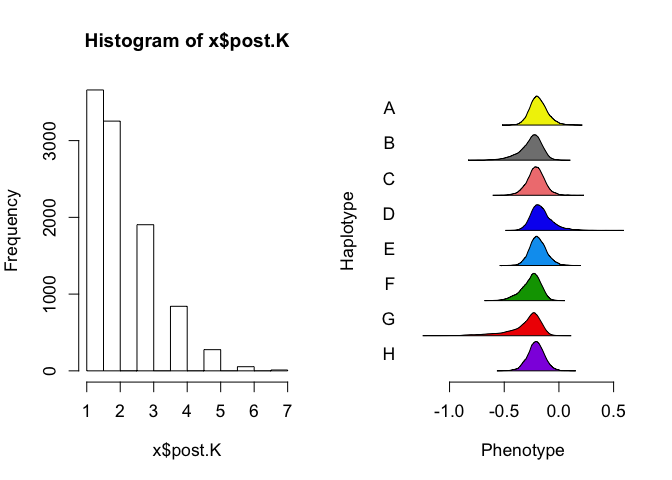 Histogram of x$post.K
Frequency
0
1000
2000
3000
1 2 3 4 5 6 7
x$post.K
Haplotype
A
B
C
D
E
F
G
H
-1.0 -0.5 0.0 0.5
Phenotype